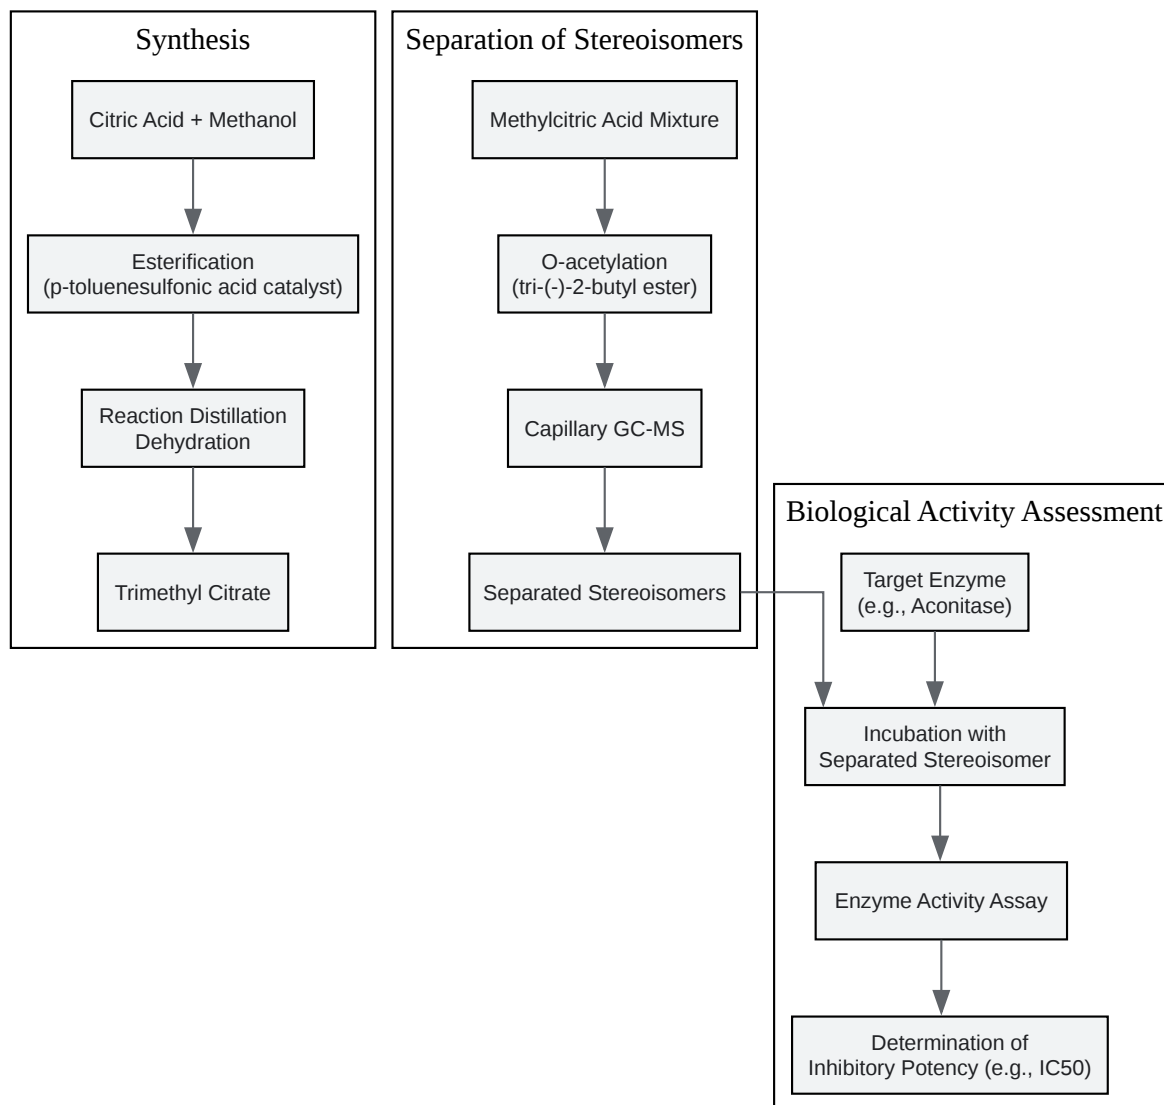 Synthesis
Citric Acid + Methanol
Esterification
(p-toluenesulfonic acid catalyst)
Reaction Distillation
Dehydration
Trimethyl Citrate
Separation of Stereoisomers
Methylcitric Acid Mixture
O-acetylation
(tri-(-)-2-butyl ester)
Capillary GC-MS
Separated Stereoisomers
Biological Activity Assessment
Target Enzyme
(e.g., Aconitase)
Incubation with
Separated Stereoisomer
Enzyme Activity Assay
Determination of
Inhibitory Potency (e.g., IC50)